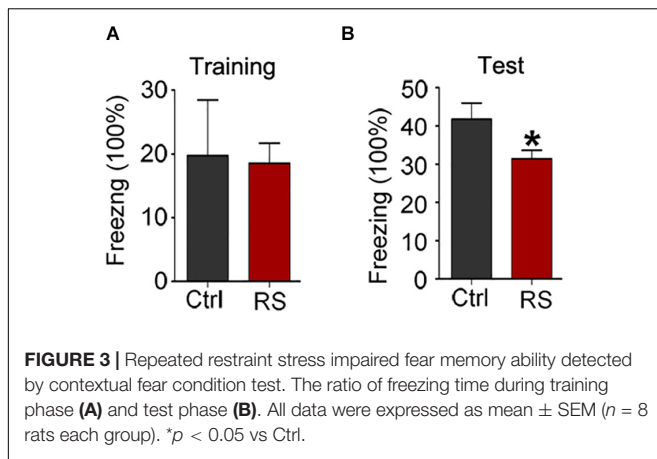 A
Training
Freezng (100%)
30
20
10
0
Ctrl RS
B
Test
Freezing (100%)
50
40
30
20
10
0
*
Ctrl RS
FIGURE 3 | Repeated restraint stress impaired fear memory ability detected
by contextual fear condition test. The ratio of freezing time during training
phase (A) and test phase (B). All data were expressed as mean ± SEM (n = 8
rats each group). *p < 0.05 vs Ctrl.